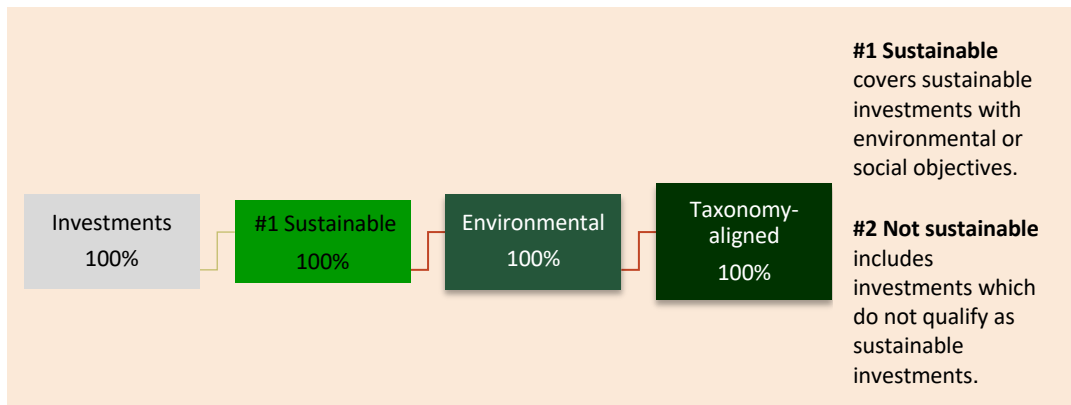 Investments
100%
#1 Sustainable
100%
Environmental
100%
Taxonomy-
aligned
100%
#1 Sustainable
covers sustainable
investments with
environmental or
social objectives.
#2 Not sustainable
includes
investments which
do not qualify as
sustainable
investments.